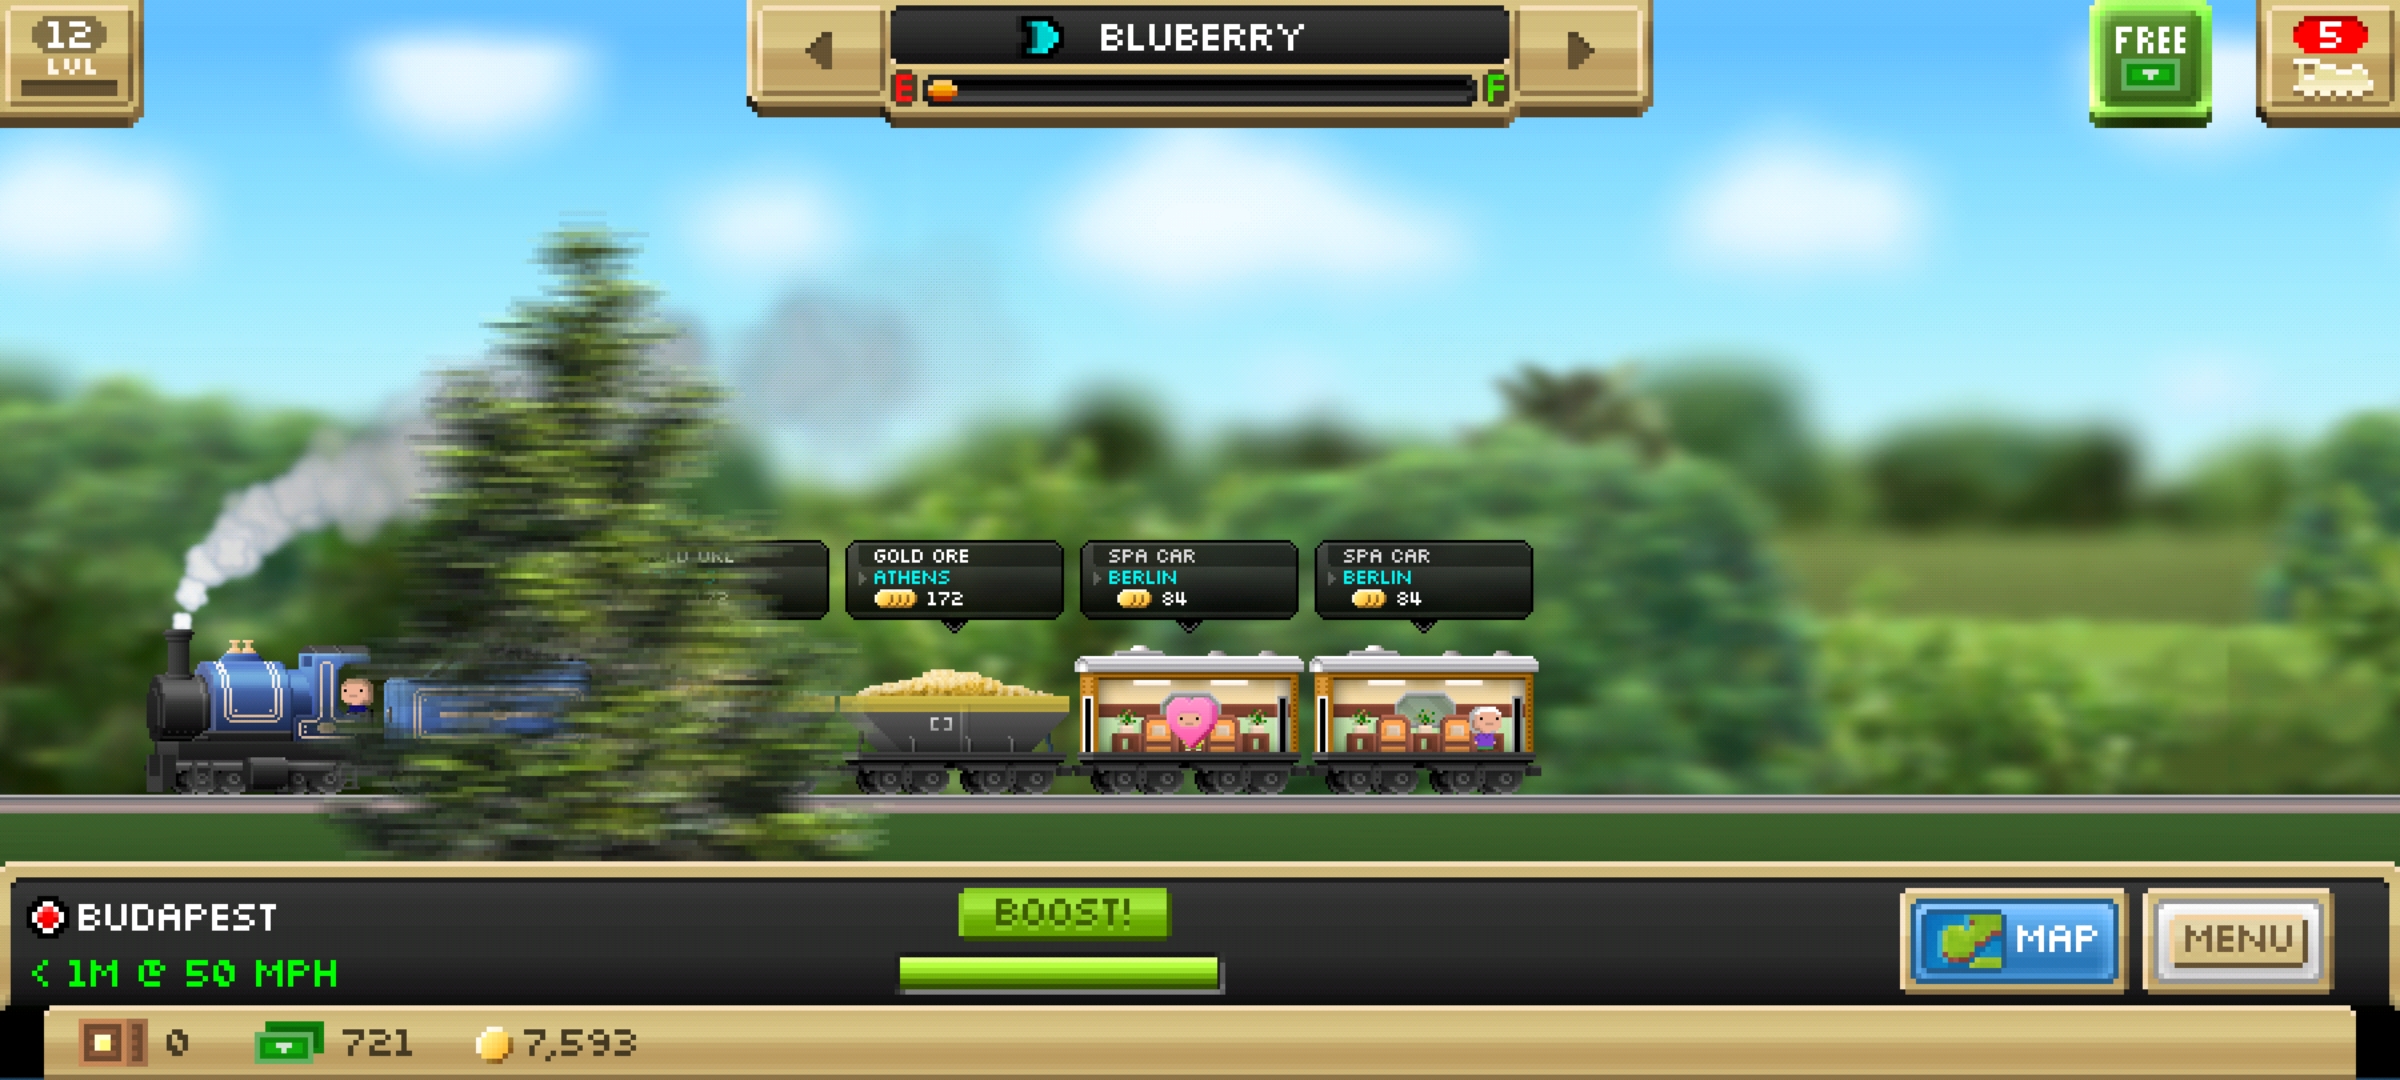 12
LVL
BLUBERRY
E F
FREE
5
GOLD ORE
ATHENS
172
SPA CAR
BERLIN
84
SPA CAR
BERLIN
84
BUDAPEST
< 1M @ 50 MPH
BOOST!
MAP
MENU
0 721 7,593